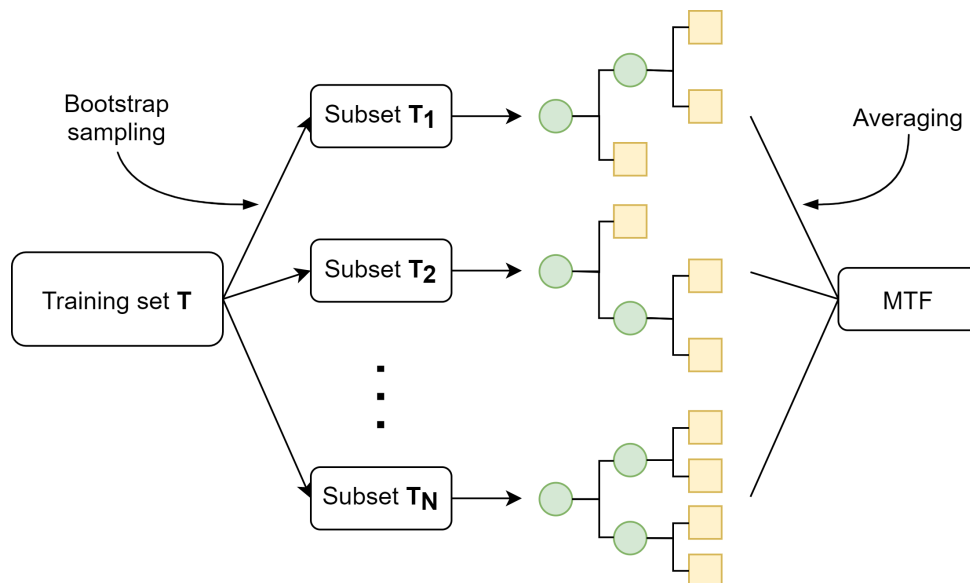 Bootstrap
sampling
Subset T1
Averaging
Training set T
Subset T2
MTF
Subset TN